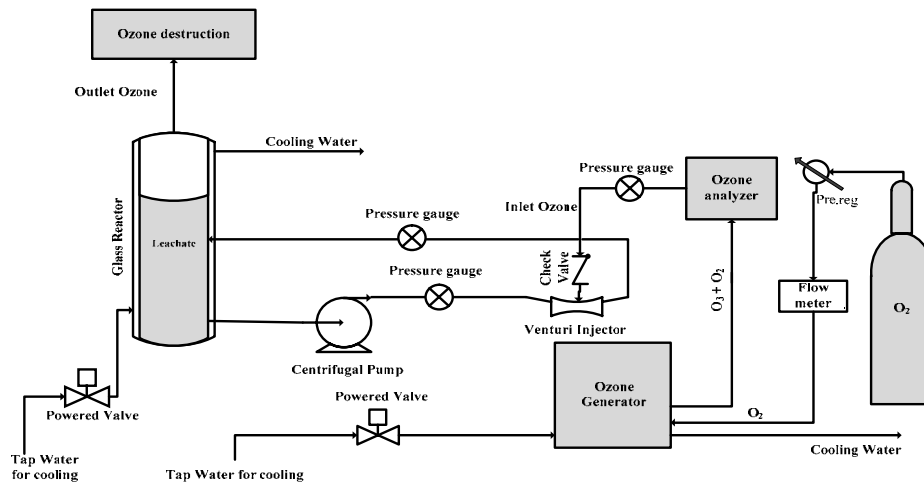 Ozone destruction
Outlet Ozone
Cooling Water
Pressure gauge
Ozone
analyzer
Pre.reg
Glass Reactor
Leachate
Pressure gauge
Inlet Ozone
Check
Valve
Pressure gauge
O3 + O2
Flow
meter
O2
Venturi Injector
Centrifugal Pump
Ozone
Generator
Powered Valve
Powered Valve
O2
Cooling Water
Tap Water
for cooling
Tap Water for cooling